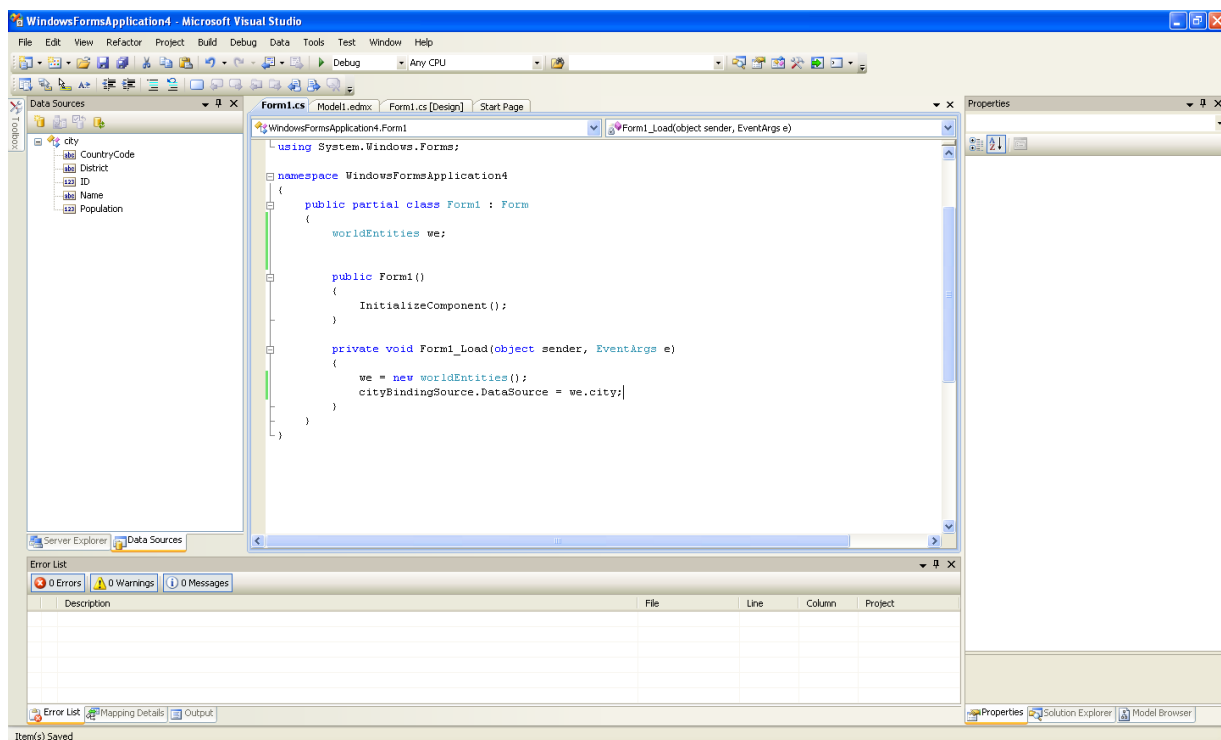 WindowsFormsApplication4 - Microsoft Visual Studio
File Edit View Refactor Project Build Debug Data Tools Test Window Help
Debug Any CPU
Toolbox
Data Sources
city
CountryCode
District
ID
Name
Population
Server Explorer Data Sources
Form1.cs Model1.edmx Form1.cs [Design] Start Page
WindowsFormsApplication4.Form1 Form1_Load(object sender, EventArgs e)
using System.Windows.Forms;
namespace WindowsFormsApplication4
{
public partial class Form1 : Form
{
worldEntities we;
public Form1()
{
InitializeComponent();
}
private void Form1_Load(object sender, EventArgs e)
{
we = new worldEntities();
cityBindingSource.DataSource = we.city;
}
}
}
Properties
Error List
0 Errors 0 Warnings 0 Messages
Description File Line Column Project
Error List Mapping Details Output
Properties Solution Explorer Model Browser
Item(s) Saved